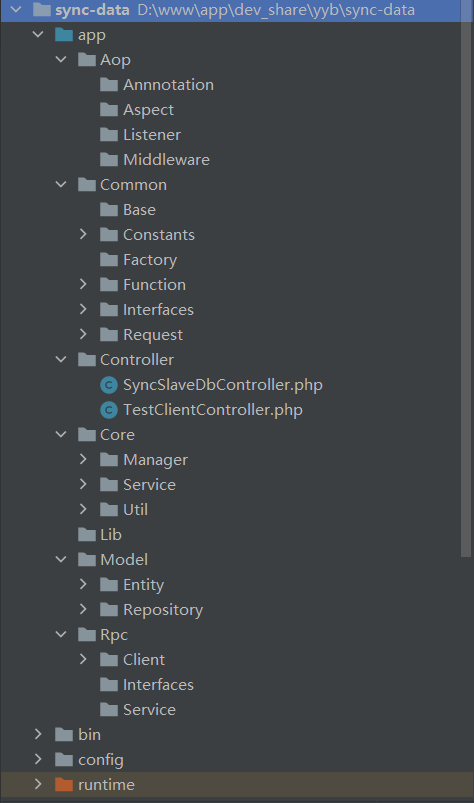 sync-data D:\www\app\dev_share\yyb\sync-data
app
Aop
Annnotation
Aspect
Listener
Middleware
Common
Base
Constants
Factory
Function
Interfaces
Request
Controller
SyncSlaveDbController.php
TestClientController.php
Core
Manager
Service
Util
Lib
Model
Entity
Repository
Rpc
Client
Interfaces
Service
bin
config
runtime